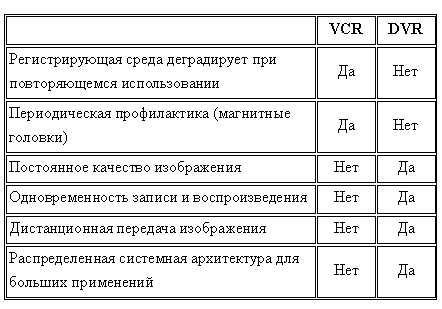 VCR DVR
Регистрирующая среда деградирует при
повторяющемся использовании
Да Нет
Периодическая профилактика (магнитные
головки)
Да Нет
Постоянное качество изображения Нет Да
Одновременность записи и воспроизведения Нет Да
Дистанционная передача изображения Нет Да
Распределенная системная архитектура для
больших применений
Нет Да